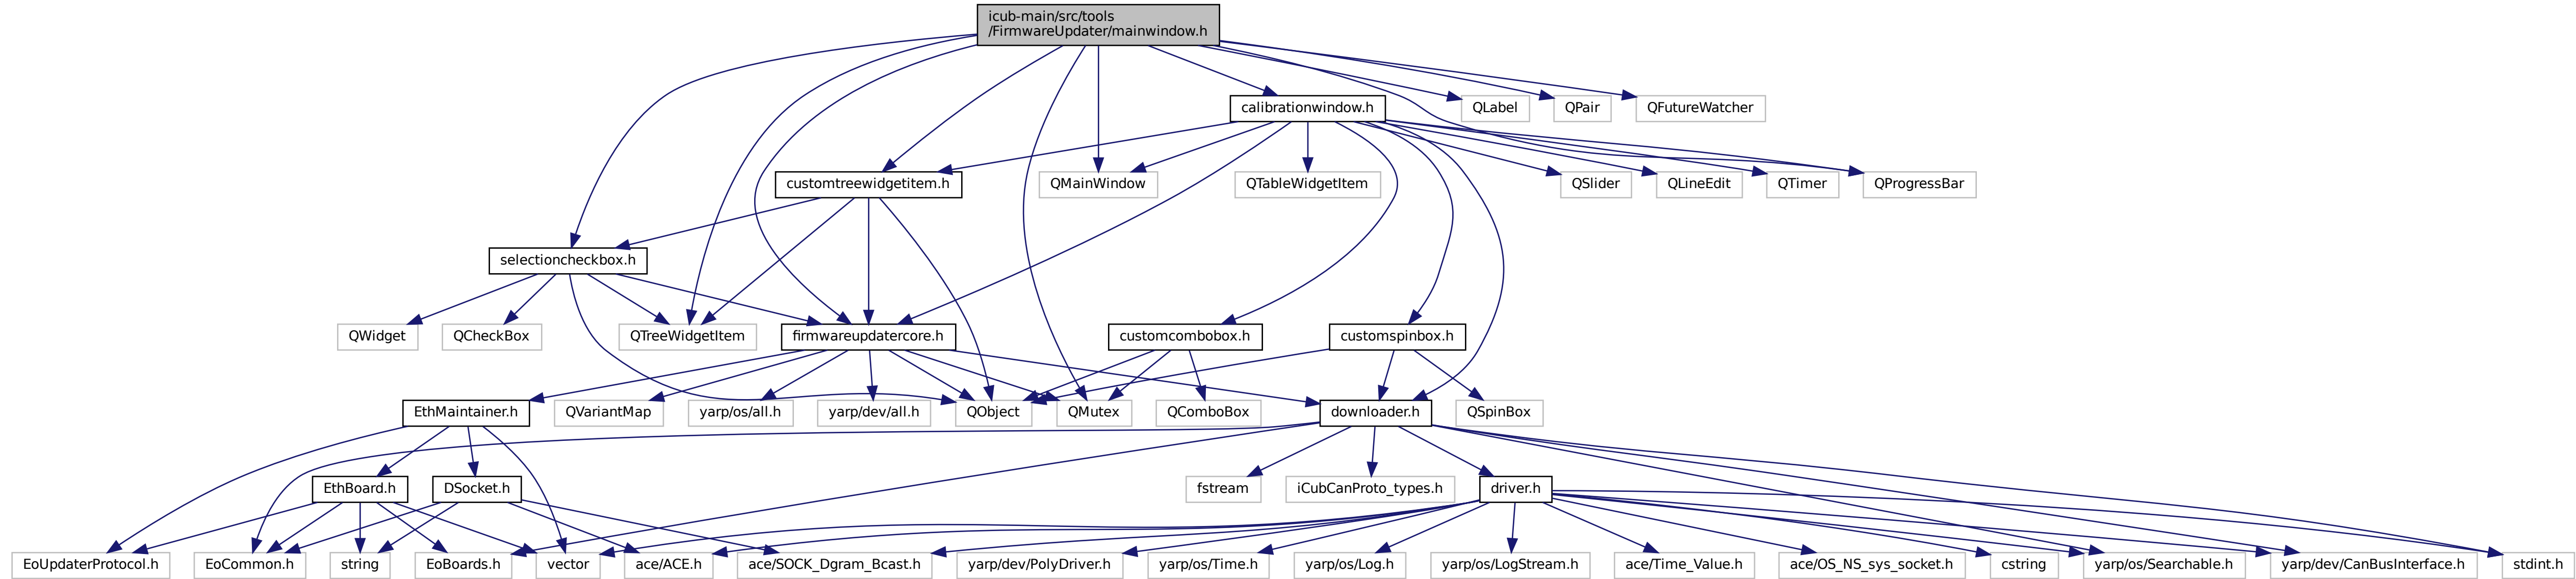 icub-main/src/tools
/FirmwareUpdater/mainwindow.h
calibrationwindow.h
QLabel
QPair
QFutureWatcher
customtreewidgetitem.h
QMainWindow
QTableWidgetItem
QSlider
QLineEdit
QTimer
QProgressBar
selectioncheckbox.h
QWidget
QCheckBox
QTreeWidgetItem
firmwareupdatercore.h
customcombobox.h
customspinbox.h
EthMaintainer.h
QVariantMap
yarp/os/all.h
yarp/dev/all.h
QObject
QMutex
QComboBox
downloader.h
QSpinBox
EthBoard.h
DSocket.h
fstream
iCubCanProto_types.h
driver.h
EoUpdaterProtocol.h
EoCommon.h
string
EoBoards.h
vector
ace/ACE.h
ace/SOCK_Dgram_Bcast.h
yarp/dev/PolyDriver.h
yarp/os/Time.h
yarp/os/Log.h
yarp/os/LogStream.h
ace/Time_Value.h
ace/OS_NS_sys_socket.h
cstring
yarp/os/Searchable.h
yarp/dev/CanBusInterface.h
stdint.h